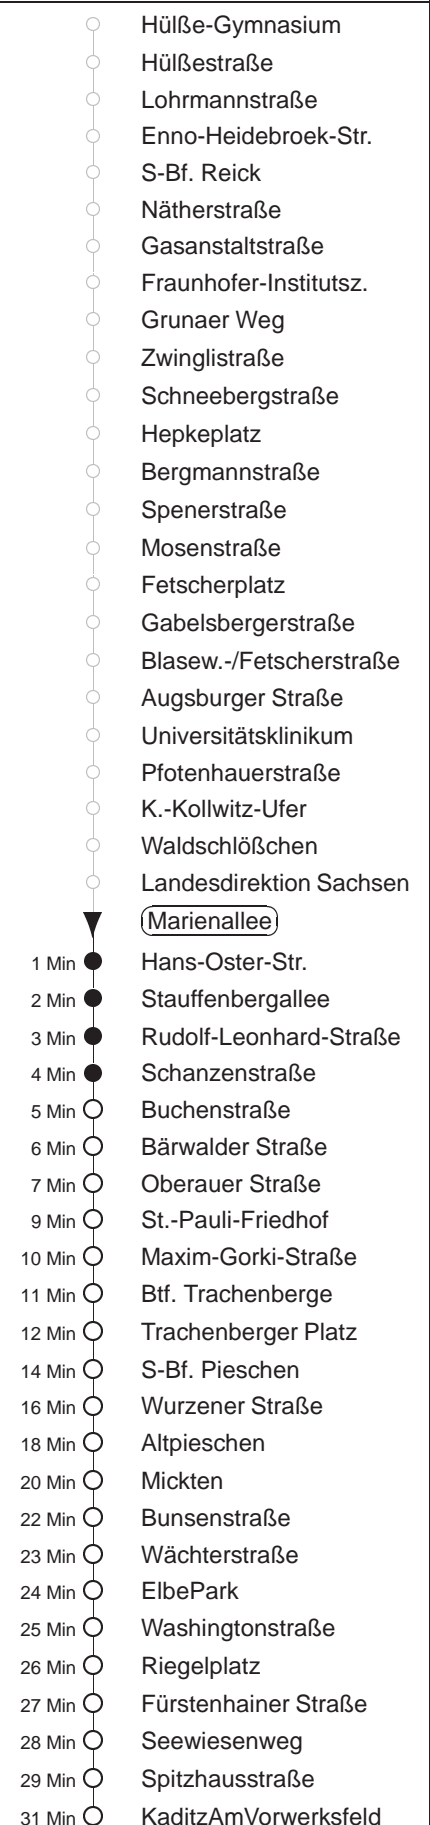 Hülße-Gymnasium
Hülßestraße
Lohrmannstraße
Enno-Heidebroek-Str.
S-Bf. Reick
Nätherstraße
Gasanstaltstraße
Fraunhofer-Institutsz.
Grunaer Weg
Zwinglistraße
Schneebergstraße
Hepkeplatz
Bergmannstraße
Spenerstraße
Mosenstraße
Fetscherplatz
Gabelsbergerstraße
Blasew.-/Fetscherstraße
Augsburger Straße
Universitätsklinikum
Pfotenhauerstraße
K.-Kollwitz-Ufer
Waldschlößchen
Landesdirektion Sachsen
Marienallee
1 Min Hans-Oster-Str.
2 Min Stauffenbergallee
3 Min Rudolf-Leonhard-Straße
4 Min Schanzenstraße
5 Min Buchenstraße
6 Min Bärwalder Straße
7 Min Oberauer Straße
9 Min St.-Pauli-Friedhof
10 Min Maxim-Gorki-Straße
11 Min Btf. Trachenberge
12 Min Trachenberger Platz
14 Min S-Bf. Pieschen
16 Min Wurzener Straße
18 Min Altpieschen
20 Min Mickten
22 Min Bunsenstraße
23 Min Wächterstraße
24 Min ElbePark
25 Min Washingtonstraße
26 Min Riegelplatz
27 Min Fürstenhainer Straße
28 Min Seewiesenweg
29 Min Spitzhausstraße
31 Min KaditzAmVorwerksfeld